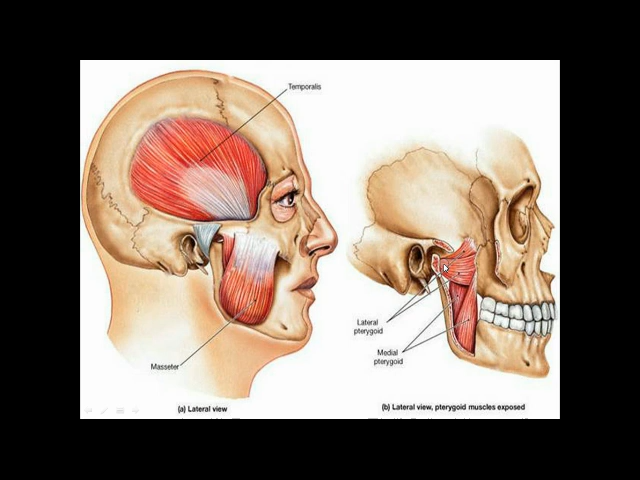 Temporalis
Masseter
(a) Lateral view
Lateral
pterygoid
Medial
pterygoid
(b) Lateral view, pterygoid muscles exposed